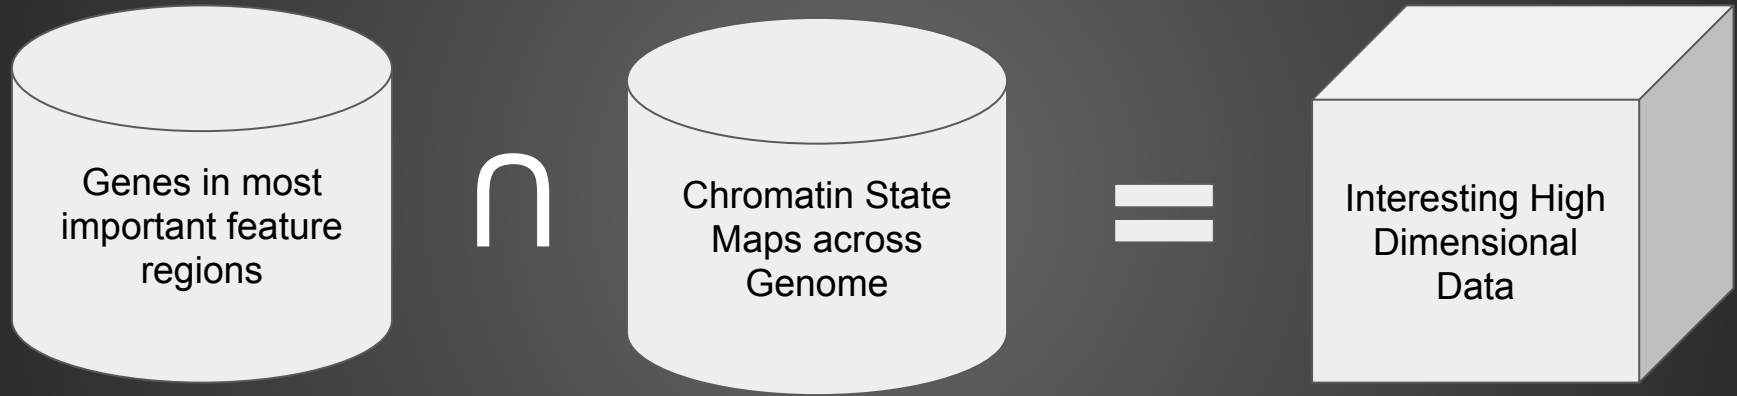 Genes in most
important feature
regions
∩
Chromatin State
Maps across
Genome
=
Interesting High
Dimensional
Data